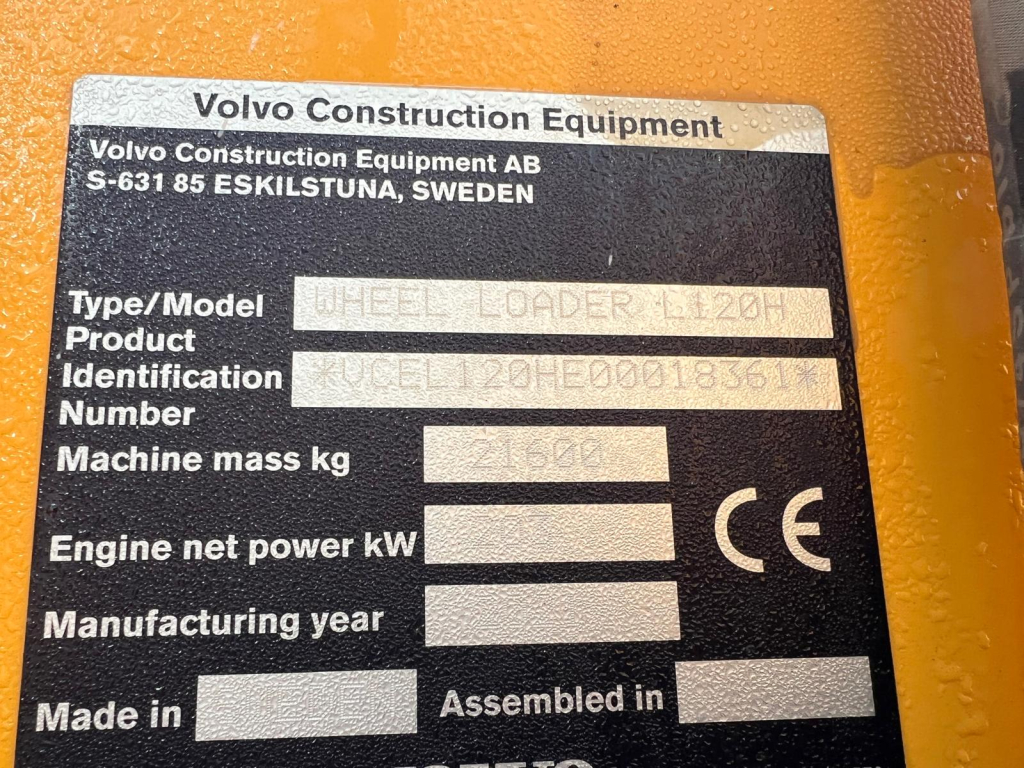 Volvo Construction Equipment
Volvo Construction Equipment AB
S-631 85 ESKILSTUNA, SWEDEN
Type/Model WHEEL LOADER L120H
Product
Identification *VCEL120HE00018361*
Number
Machine mass kg 21600
Engine net power kW
CE
Manufacturing year
Made in
Assembled in